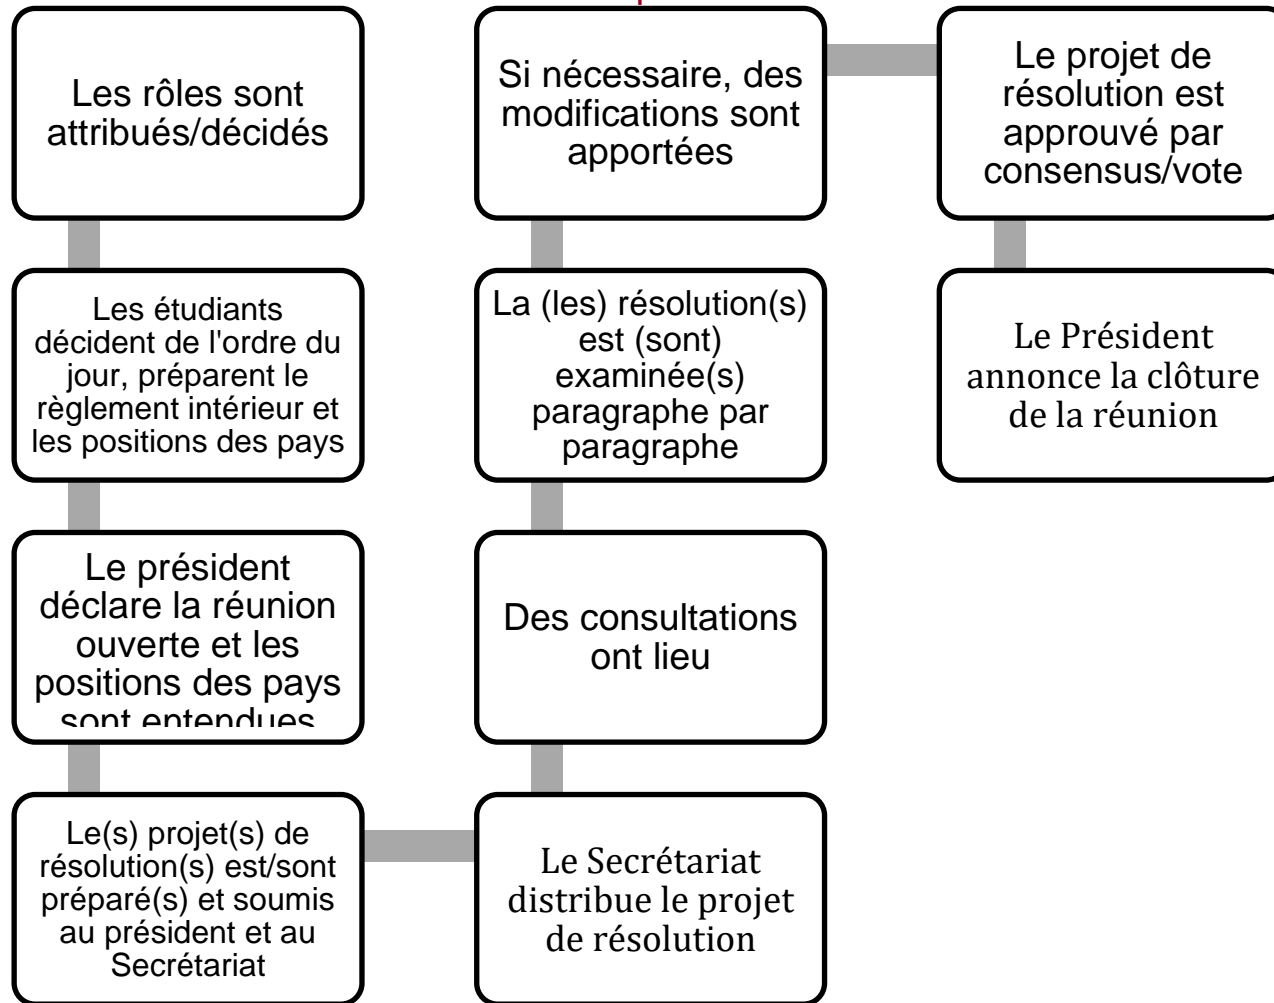 Les rôles sont
attribués/décidés
Les étudiants
décident de l'ordre du
jour, préparent le
règlement intérieur et
les positions des pays
Le président
déclare la réunion
ouverte et les
positions des pays
sont entendues
Le(s) projet(s) de
résolution(s) est/sont
préparé(s) et soumis
au président et au
Secrétariat
Le Secrétariat
distribue le projet
de résolution
Des consultations
ont lieu
La (les) résolution(s)
est (sont)
examinée(s)
paragraphe par
paragraphe
Si nécessaire, des
modifications sont
apportées
Le projet de
résolution est
approuvé par
consensus/vote
Le Président
annonce la clôture
de la réunion